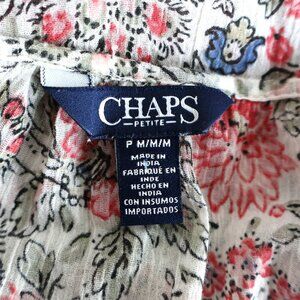 CHAPS
PETITE
P M/M/M
MADE IN
INDIA
FABRIQUÉ EN
INDE
HECHO EN
INDIA
CON INSUMOS
IMPORTADOS